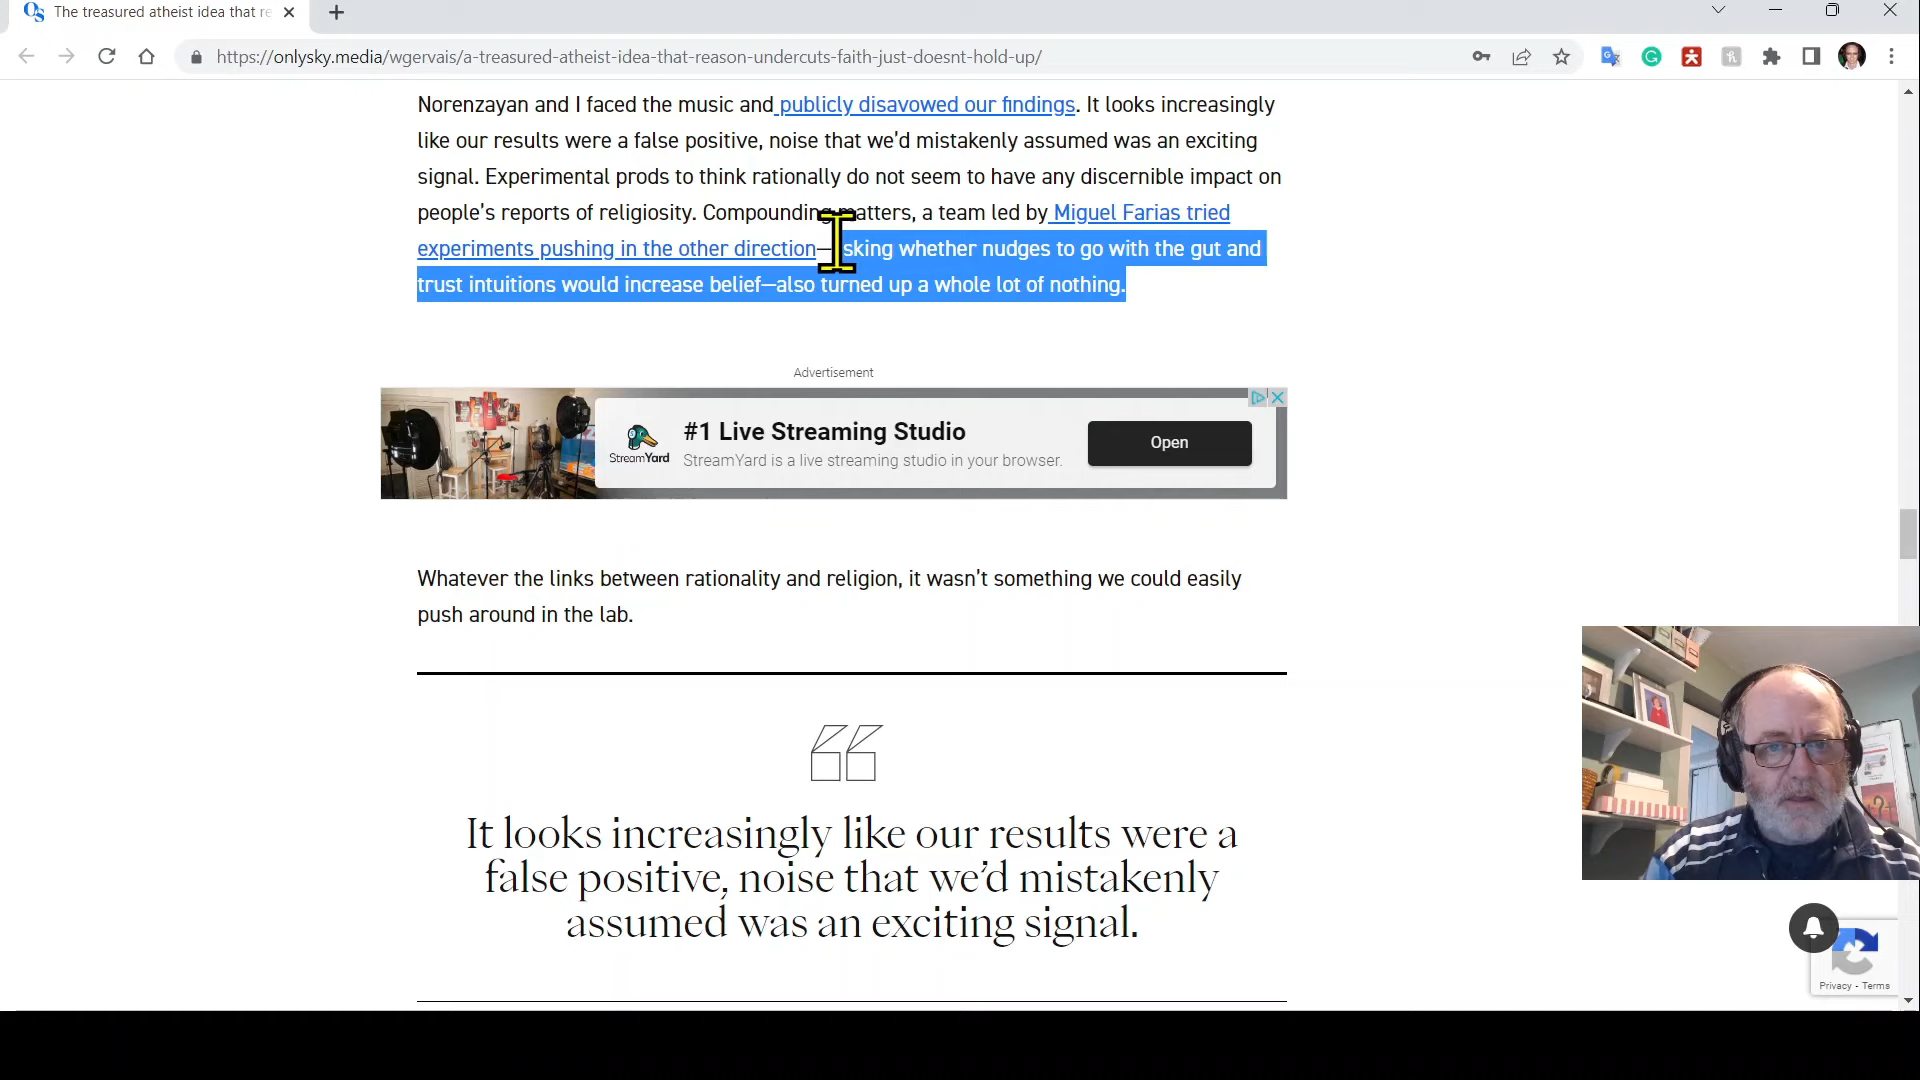 The treasured atheist idea that re
https://onlysky.media/wgervais/a-treasured-atheist-idea-that-reason-undercuts-faith-just-doesnt-hold-up/
Norenzayan and I faced the music and publicly disavowed our findings. It looks increasingly
like our results were a false positive, noise that we'd mistakenly assumed was an exciting
signal. Experimental prods to think rationally do not seem to have any discernible impact on
people's reports of religiosity. Compounding matters, a team led by Miguel Farias tried
experiments pushing in the other direction—asking whether nudges to go with the gut and
trust intuitions would increase belief—also turned up a whole lot of nothing.
Advertisement
#1 Live Streaming Studio
StreamYard
StreamYard is a live streaming studio in your browser.
Open
Whatever the links between rationality and religion, it wasn't something we could easily
push around in the lab.
It looks increasingly like our results were a
false positive, noise that we'd mistakenly
assumed was an exciting signal.
Privacy - Terms